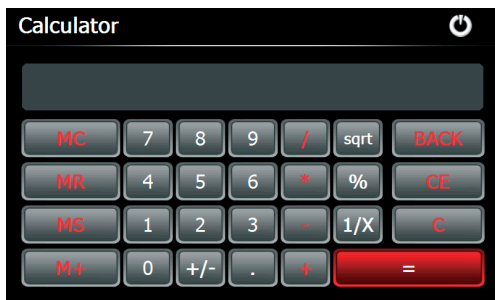 Calculator
MC 7 8 9 / sqrt BACK
MR 4 5 6 * % CE
MS 1 2 3 - 1/X C
M+ 0 +/- . + =